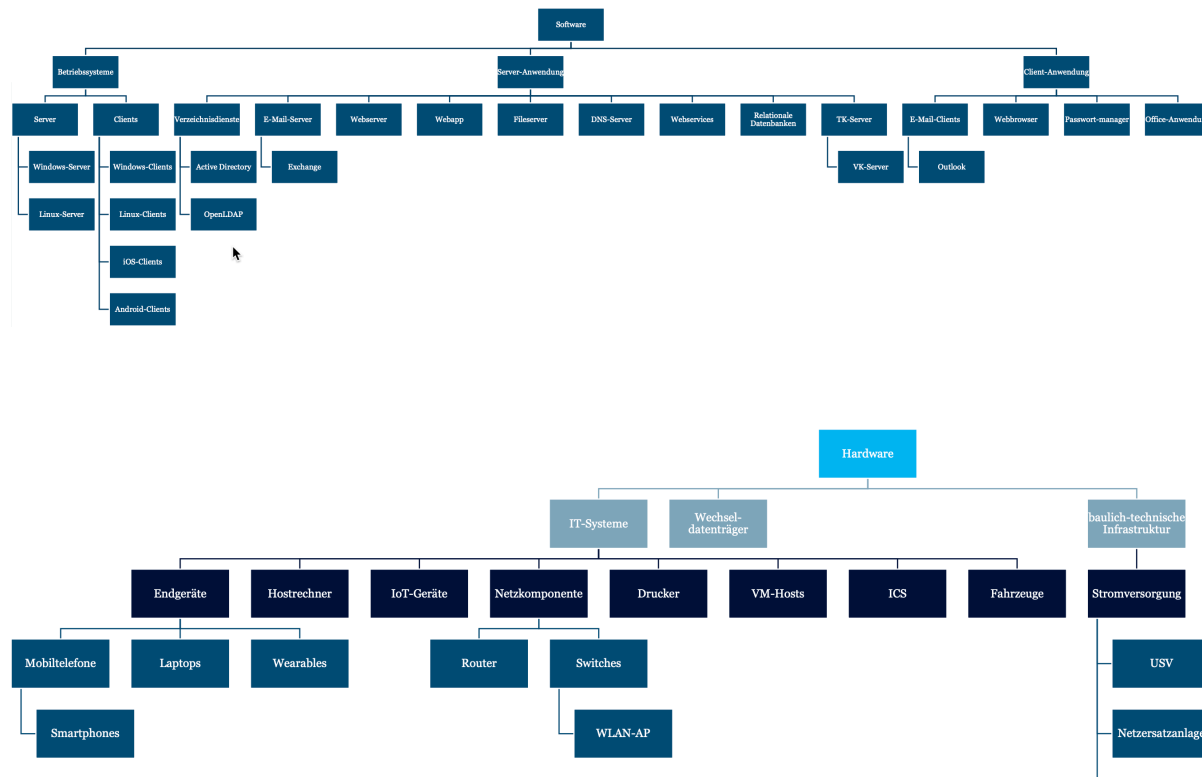 Software
Betriebssysteme
Server-Anwendung
Client-Anwendung
Server
Clients
Verzeichnisdienste
E-Mail-Server
Webserver
Webapp
Fileserver
DNS-Server
Webservices
Relationale
Datenbanken
TK-Server
E-Mail-Clients
Webbrowser
Passwort-manager
Office-Anwendu
Windows-Server
Windows-Clients
Active Directory
Exchange
VK-Server
Outlook
Linux-Server
Linux-Clients
OpenLDAP
iOS-Clients
Android-Clients
Hardware
IT-Systeme
Wechsel-
datenträger
baulich-technische
Infrastruktur
Endgeräte
Hostrechner
IoT-Geräte
Netzkomponente
Drucker
VM-Hosts
ICS
Fahrzeuge
Stromversorgung
Mobiltelefone
Laptops
Wearables
Router
Switches
USV
Smartphones
WLAN-AP
Netzersatzanlage